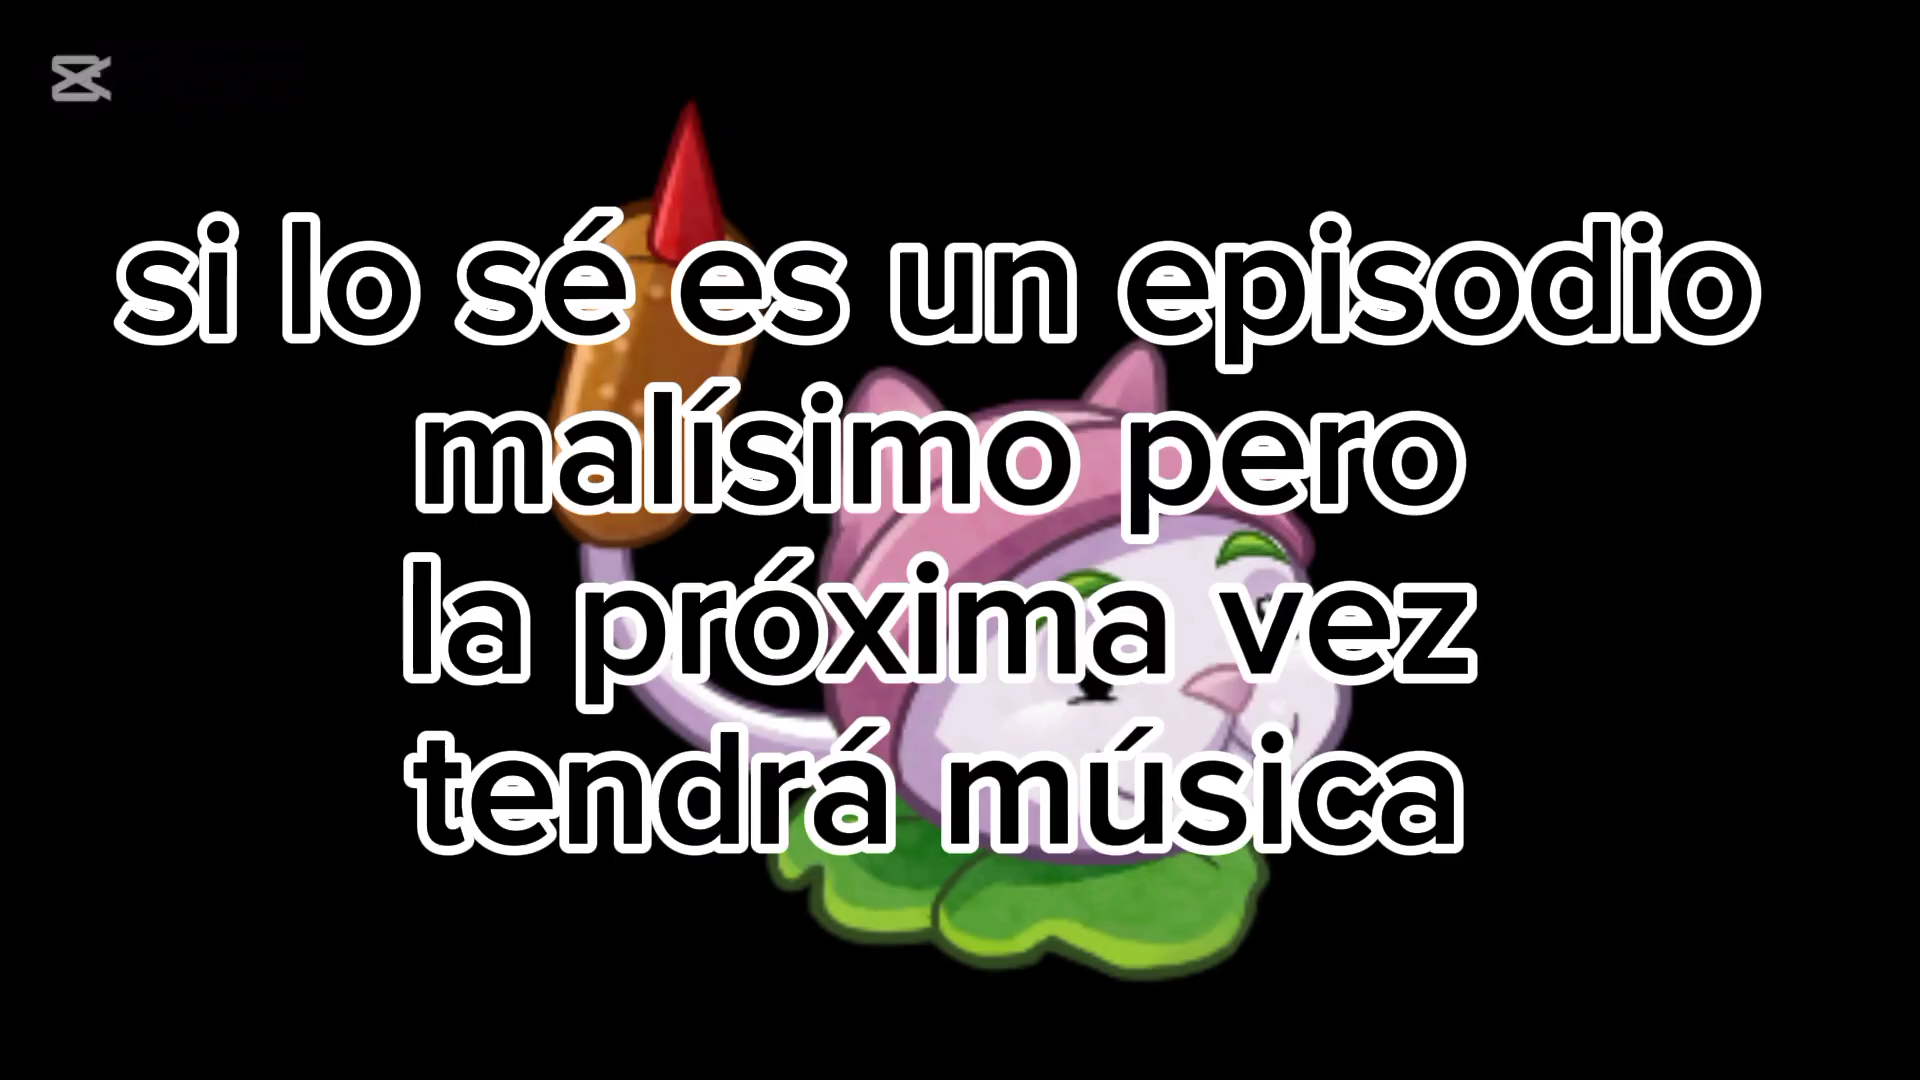 si lo sé es un episodio
malísimo pero
la próxima vez
tendrá música